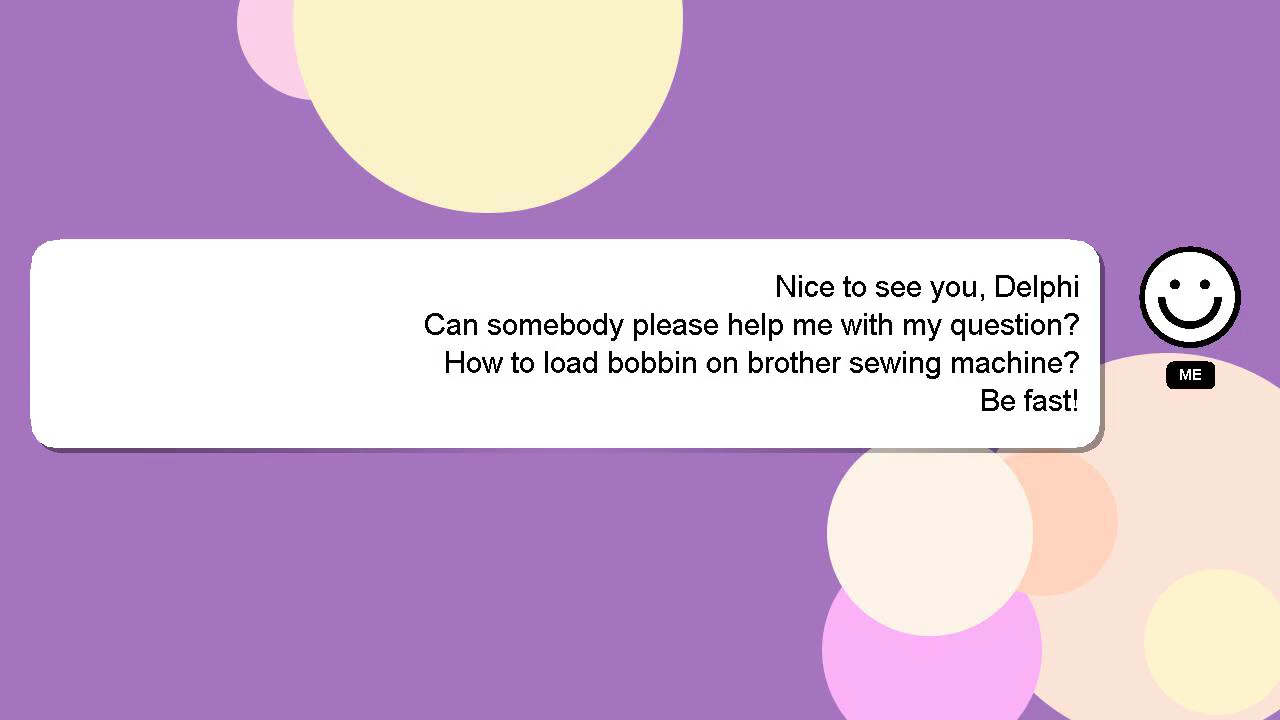 Nice to see you, Delphi
Can somebody please help me with my question?
How to load bobbin on brother sewing machine?
Be fast!
ME